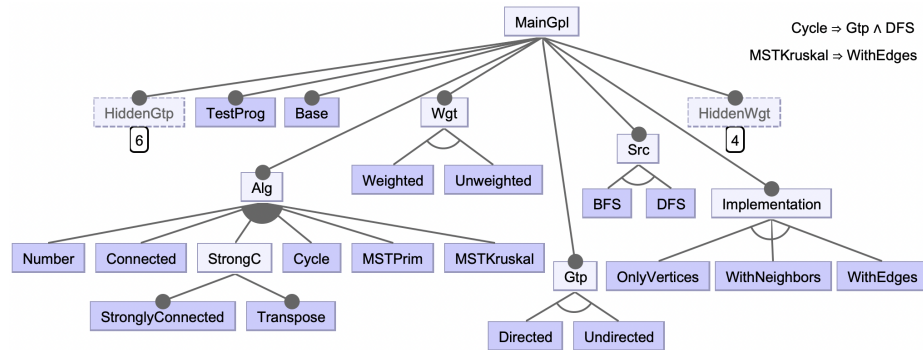 MainGpl
Cycle ⇒ Gtp ∧ DFS
MSTKruskal ⇒ WithEdges
HiddenGtp
TestProg
Base
Wgt
HiddenWgt
6
4
Src
Weighted
Unweighted
Alg
BFS
DFS
Implementation
Number
Connected
StrongC
Cycle
MSTPrim
MSTKruskal
Gtp
OnlyVertices
WithNeighbors
WithEdges
StronglyConnected
Transpose
Directed
Undirected